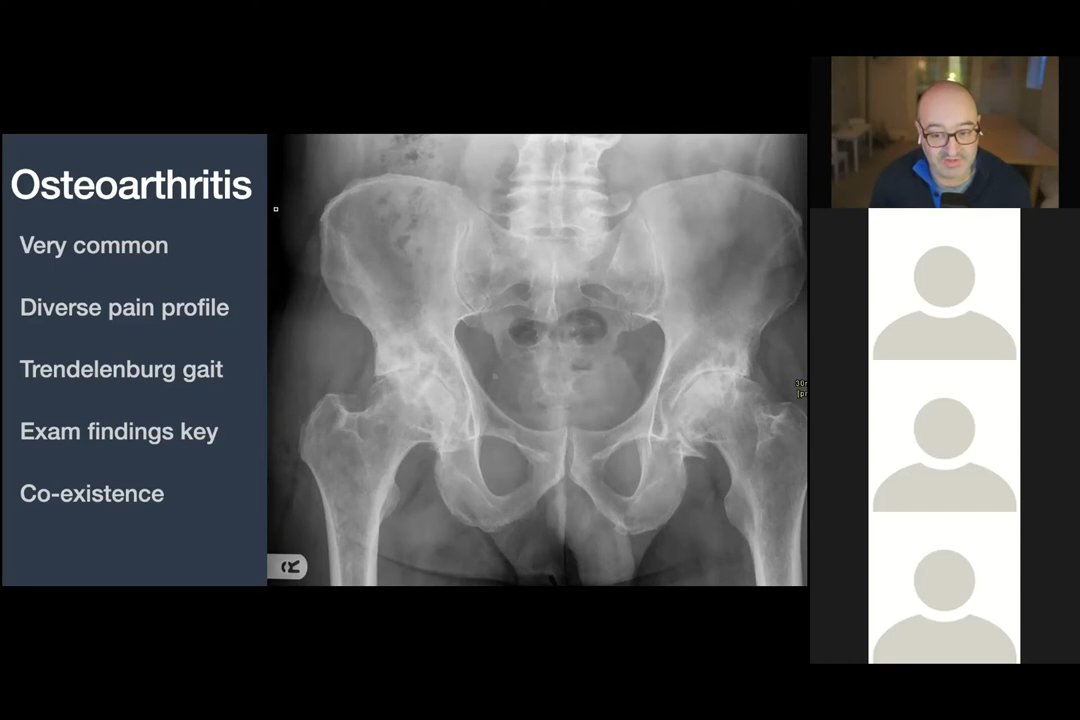 Osteoarthritis
Very common
Diverse pain profile
Trendelenburg gait
Exam findings key
Co-existence
R